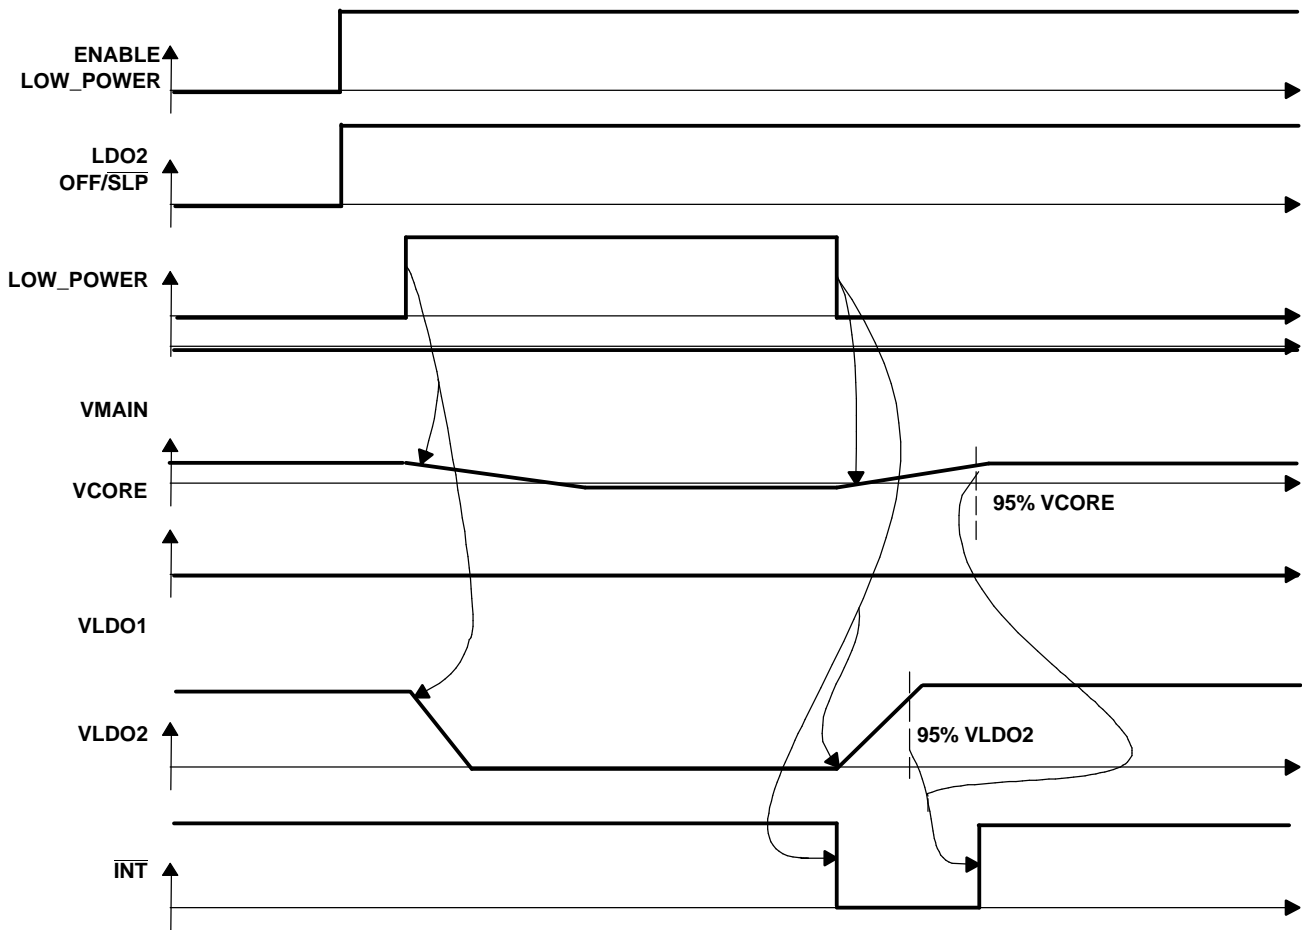 ENABLE
LOW_POWER
LDO2
OFF/SLP
LOW_POWER
VMAIN
VCORE
95% VCORE
VLDO1
VLDO2
95% VLDO2
INT